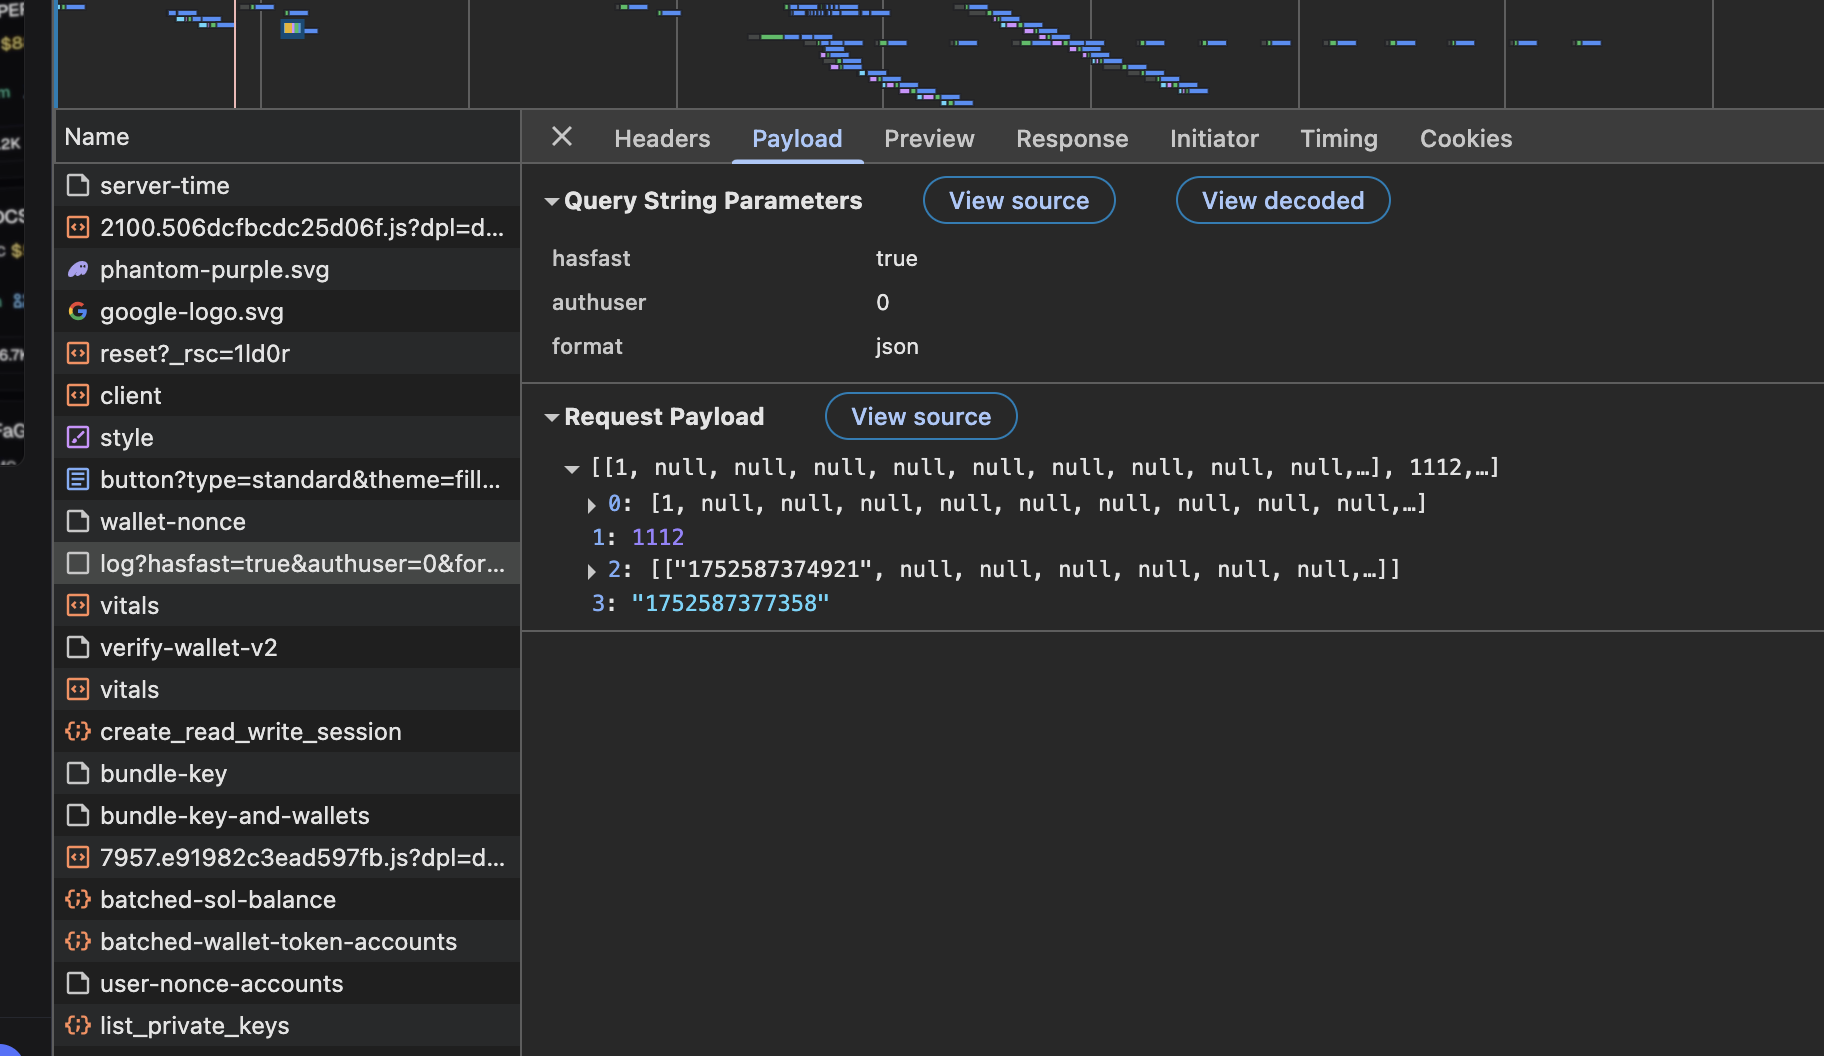 $8
m
.2K
OCS
c $
6.7K
FaG
Name
server-time
2100.506dcfbcdc25d06f.js?dpl=d...
phantom-purple.svg
google-logo.svg
reset?_rsc=1ld0r
client
style
button?type=standard&theme=fill...
wallet-nonce
log?hasfast=true&authuser=0&for...
vitals
verify-wallet-v2
vitals
create_read_write_session
bundle-key
bundle-key-and-wallets
7957.e91982c3ead597fb.js?dpl=d...
batched-sol-balance
batched-wallet-token-accounts
user-nonce-accounts
list_private_keys
Headers Payload Preview Response Initiator Timing Cookies
Query String Parameters View source View decoded
hasfast true
authuser 0
format json
Request Payload View source
[[1, null, null, null, null, null, null, null, null, null,…], 1112,…]
0: [1, null, null, null, null, null, null, null, null, null,…]
1: 1112
2: [["1752587374921", null, null, null, null, null, null,…]]
3: "1752587377358"